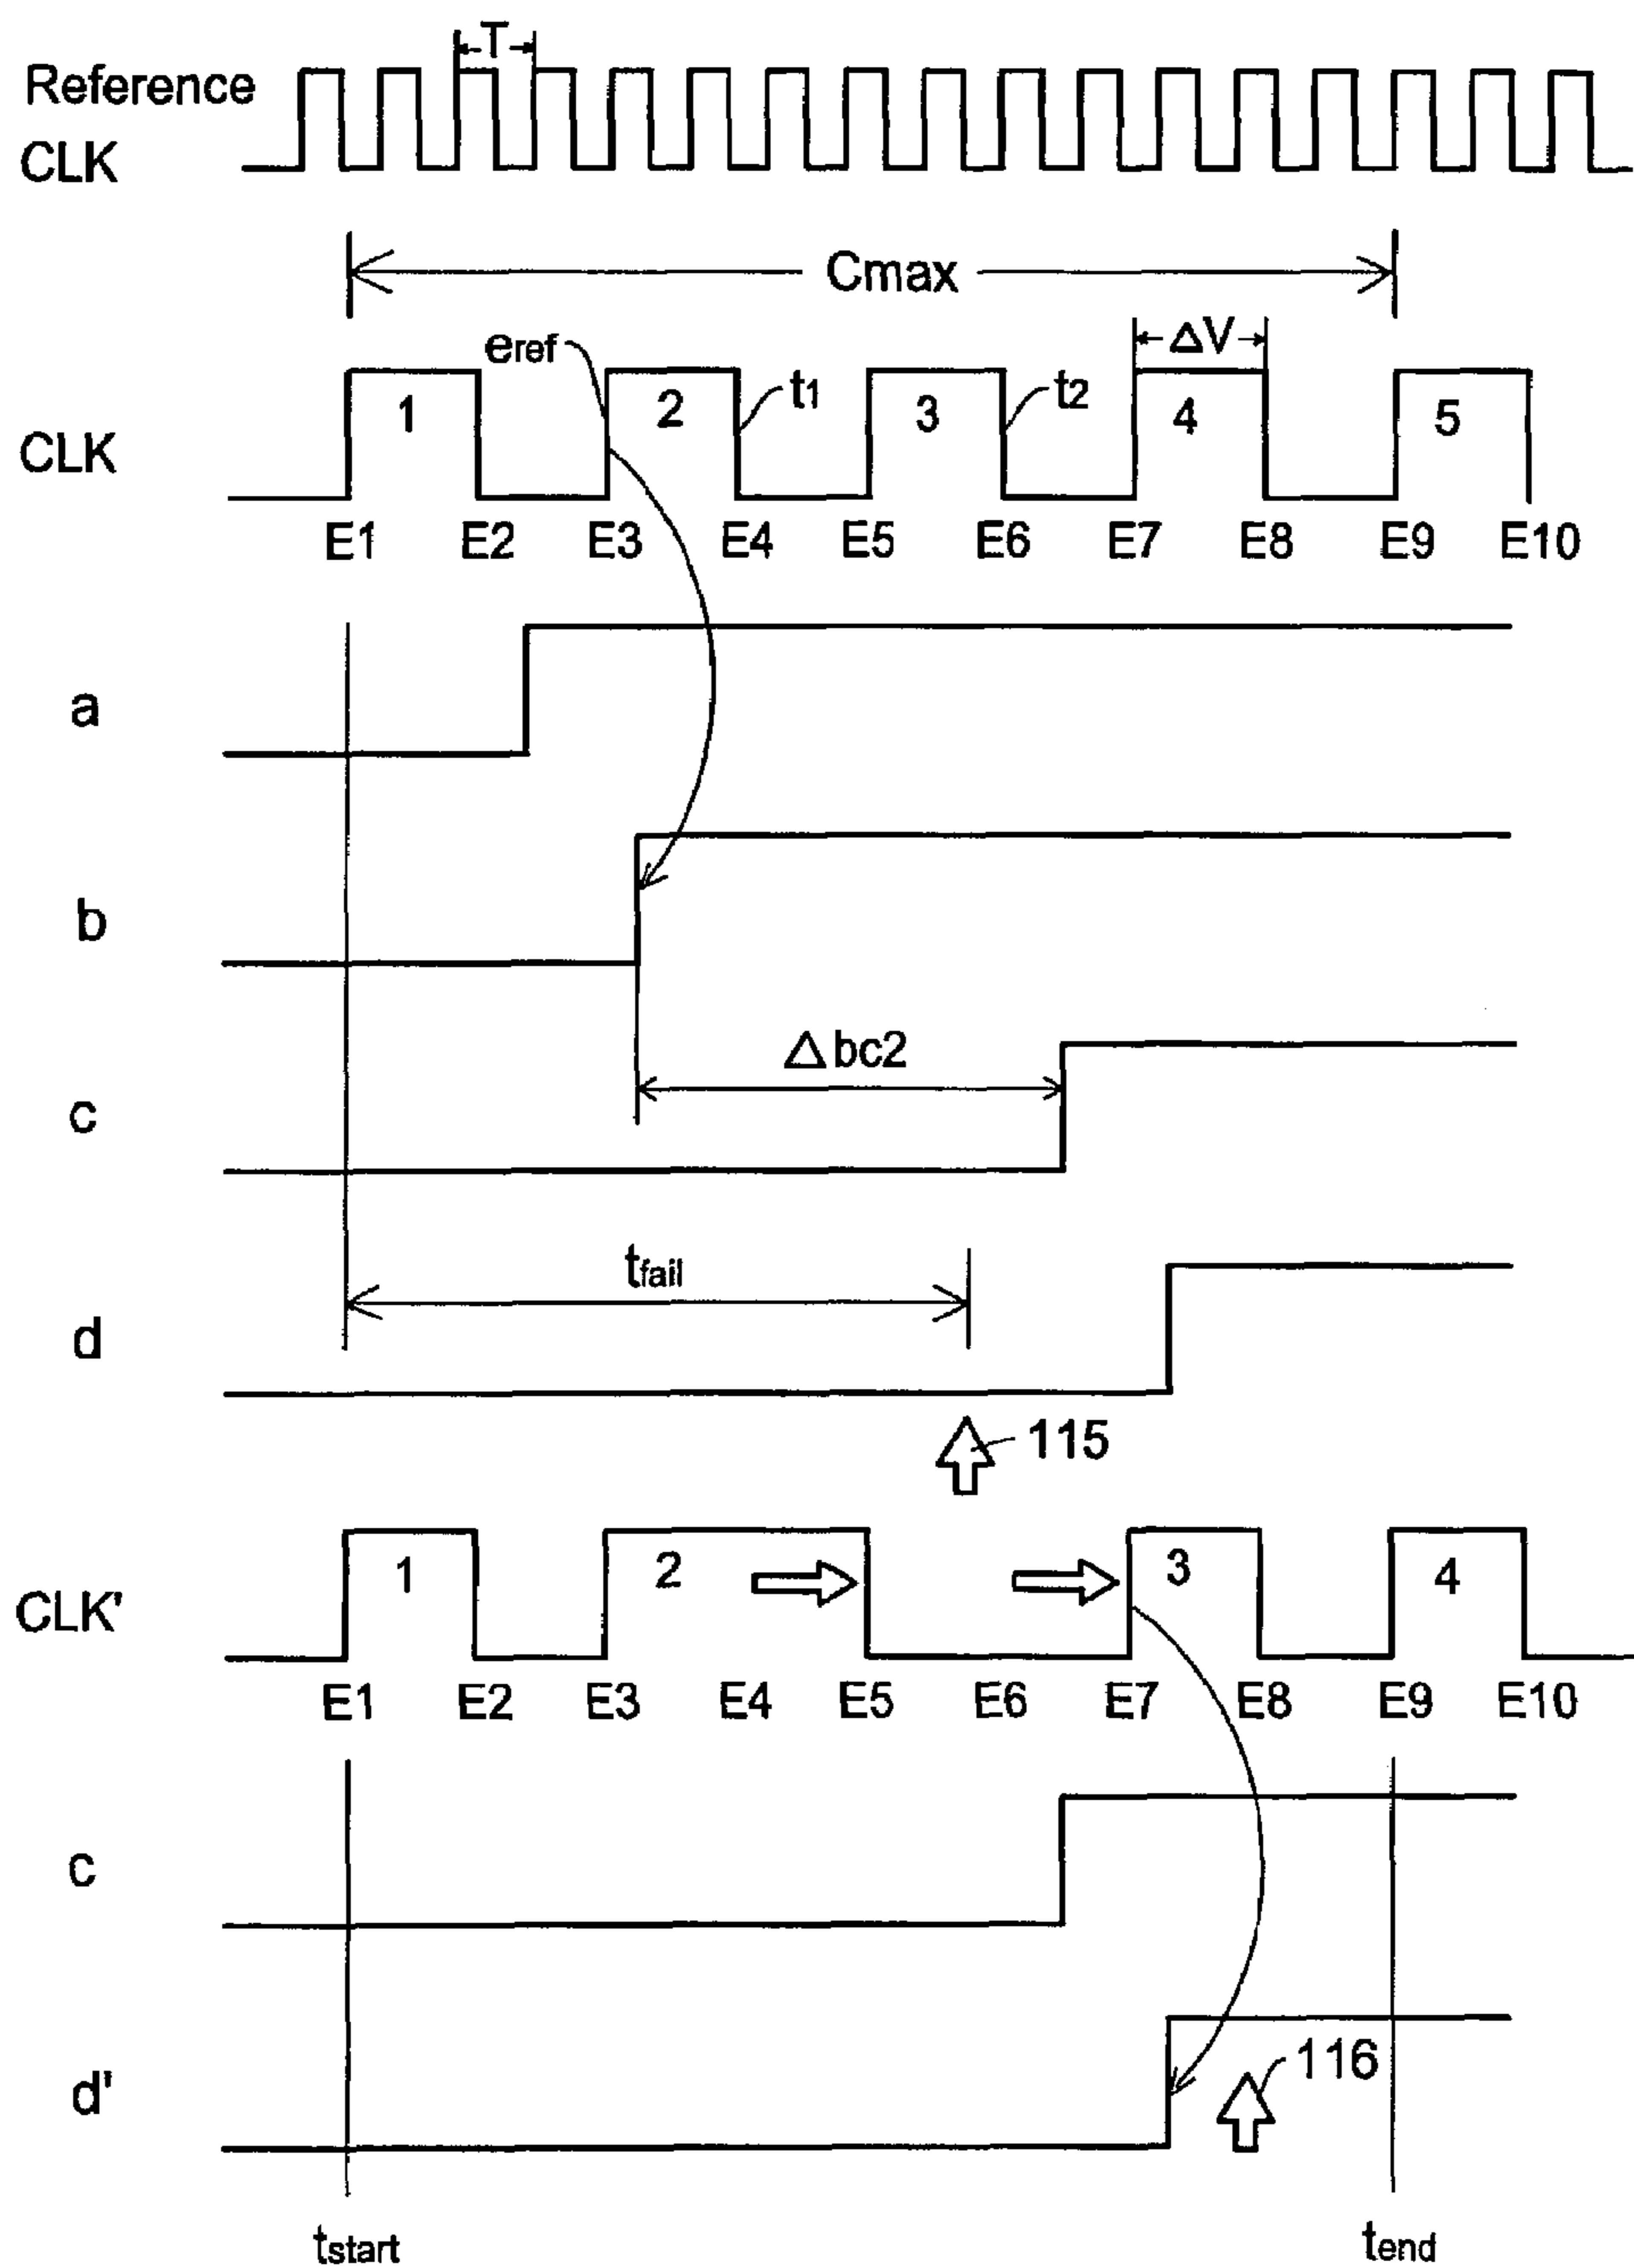 T
Reference
CLK
Cmax
eref
ΔV
t1
t2
1 2 3 4 5
CLK
E1 E2 E3 E4 E5 E6 E7 E8 E9 E10
a
b
Δbc2
c
tfail
d
115
1 2 3 4
CLK'
E1 E2 E3 E4 E5 E6 E7 E8 E9 E10
c
116
d'
tstart tend